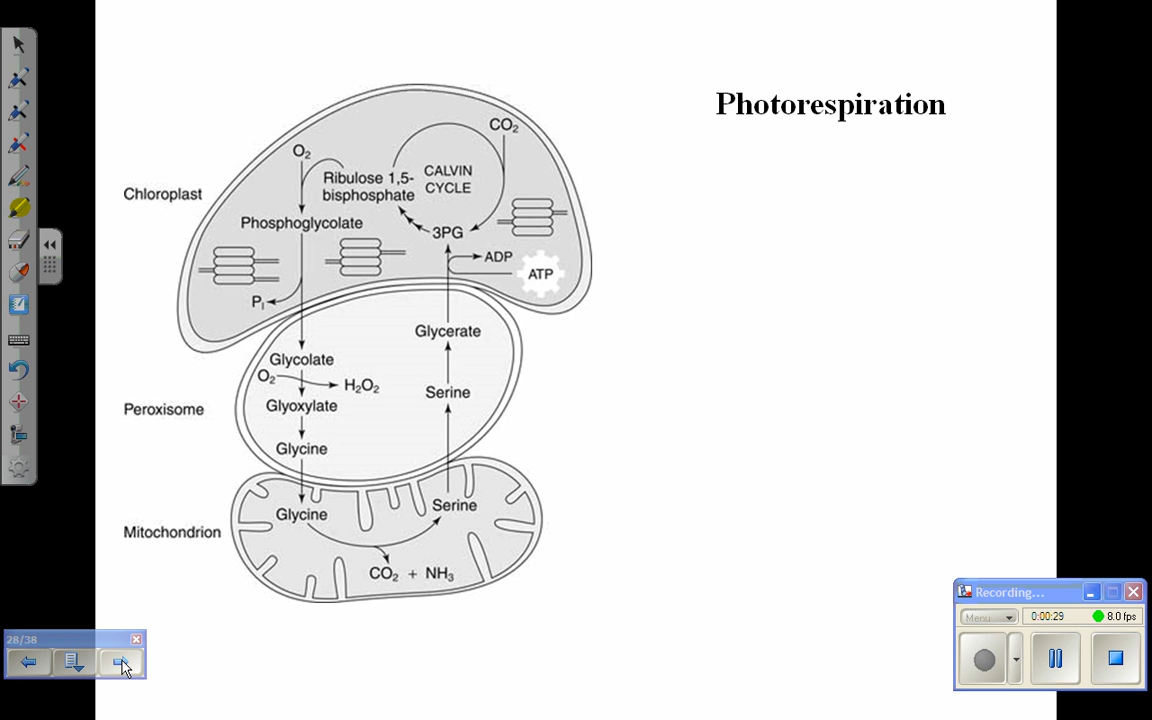 Photorespiration
CO₂
O₂
Ribulose 1,5-
bisphosphate
CALVIN
CYCLE
Chloroplast
Phosphoglycolate
3PG
ADP
ATP
Pᵢ
Glycerate
Glycolate
O₂
H₂O₂
Serine
Glyoxylate
Peroxisome
Glycine
Serine
Glycine
Mitochondrion
CO₂ + NH₃
Recording...
Menu
0:00:29
8.0 fps
28/38